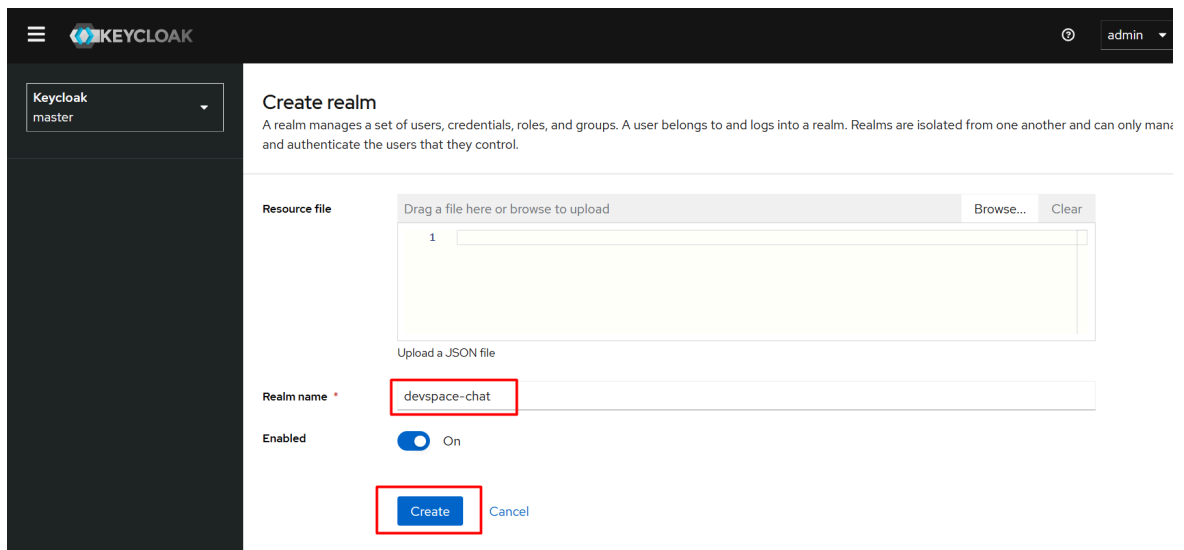 KEYCLOAK
admin
Keycloak
master
Create realm
A realm manages a set of users, credentials, roles, and groups. A user belongs to and logs into a realm. Realms are isolated from one another and can only mana
and authenticate the users that they control.
Resource file
Drag a file here or browse to upload
Browse...
Clear
1
Upload a JSON file
Realm name *
devspace-chat
Enabled
On
Create
Cancel